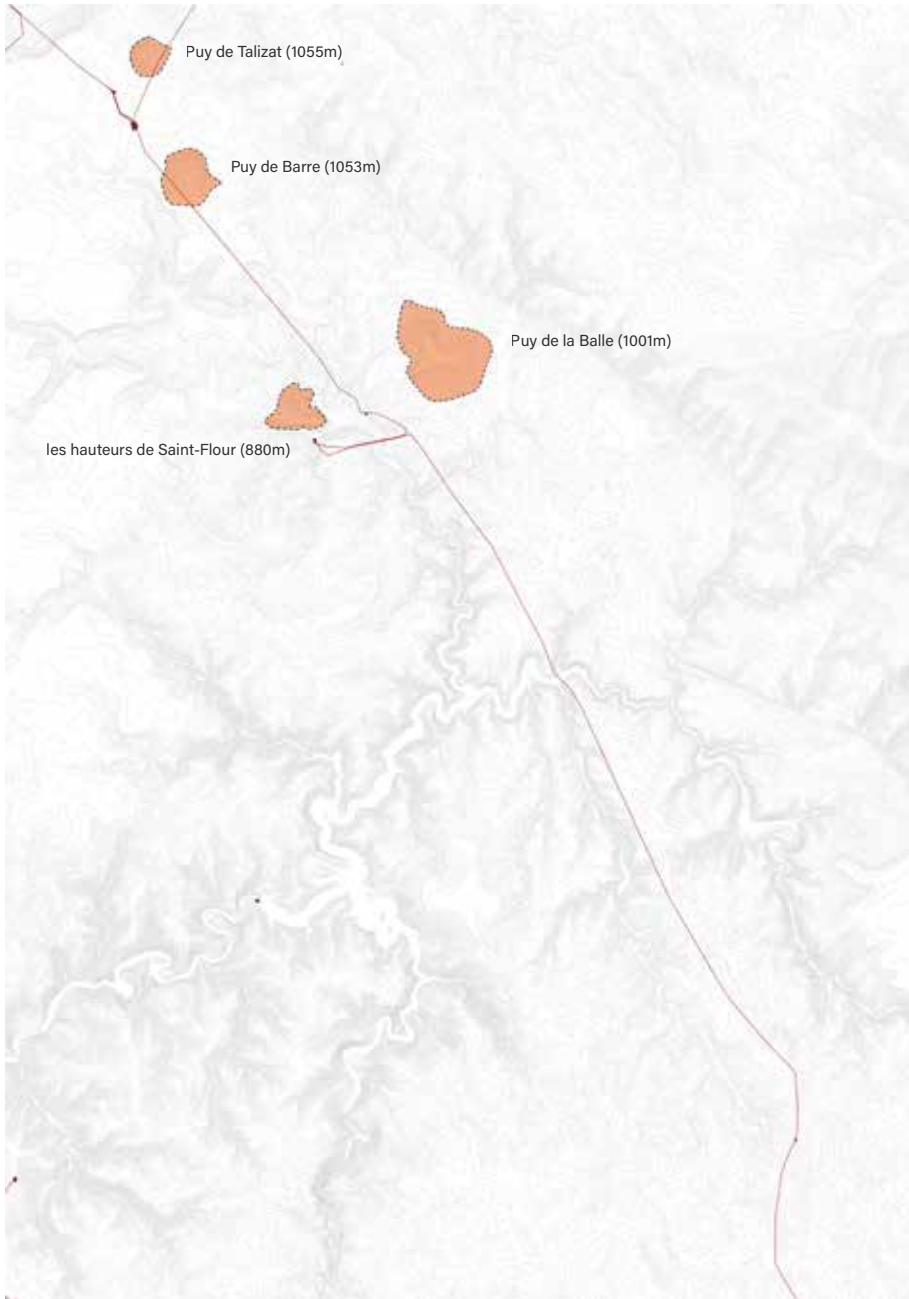 Puy de Talizat (1055m)
Puy de Barre (1053m)
Puy de la Balle (1001m)
les hauteurs de Saint-Flour (880m)